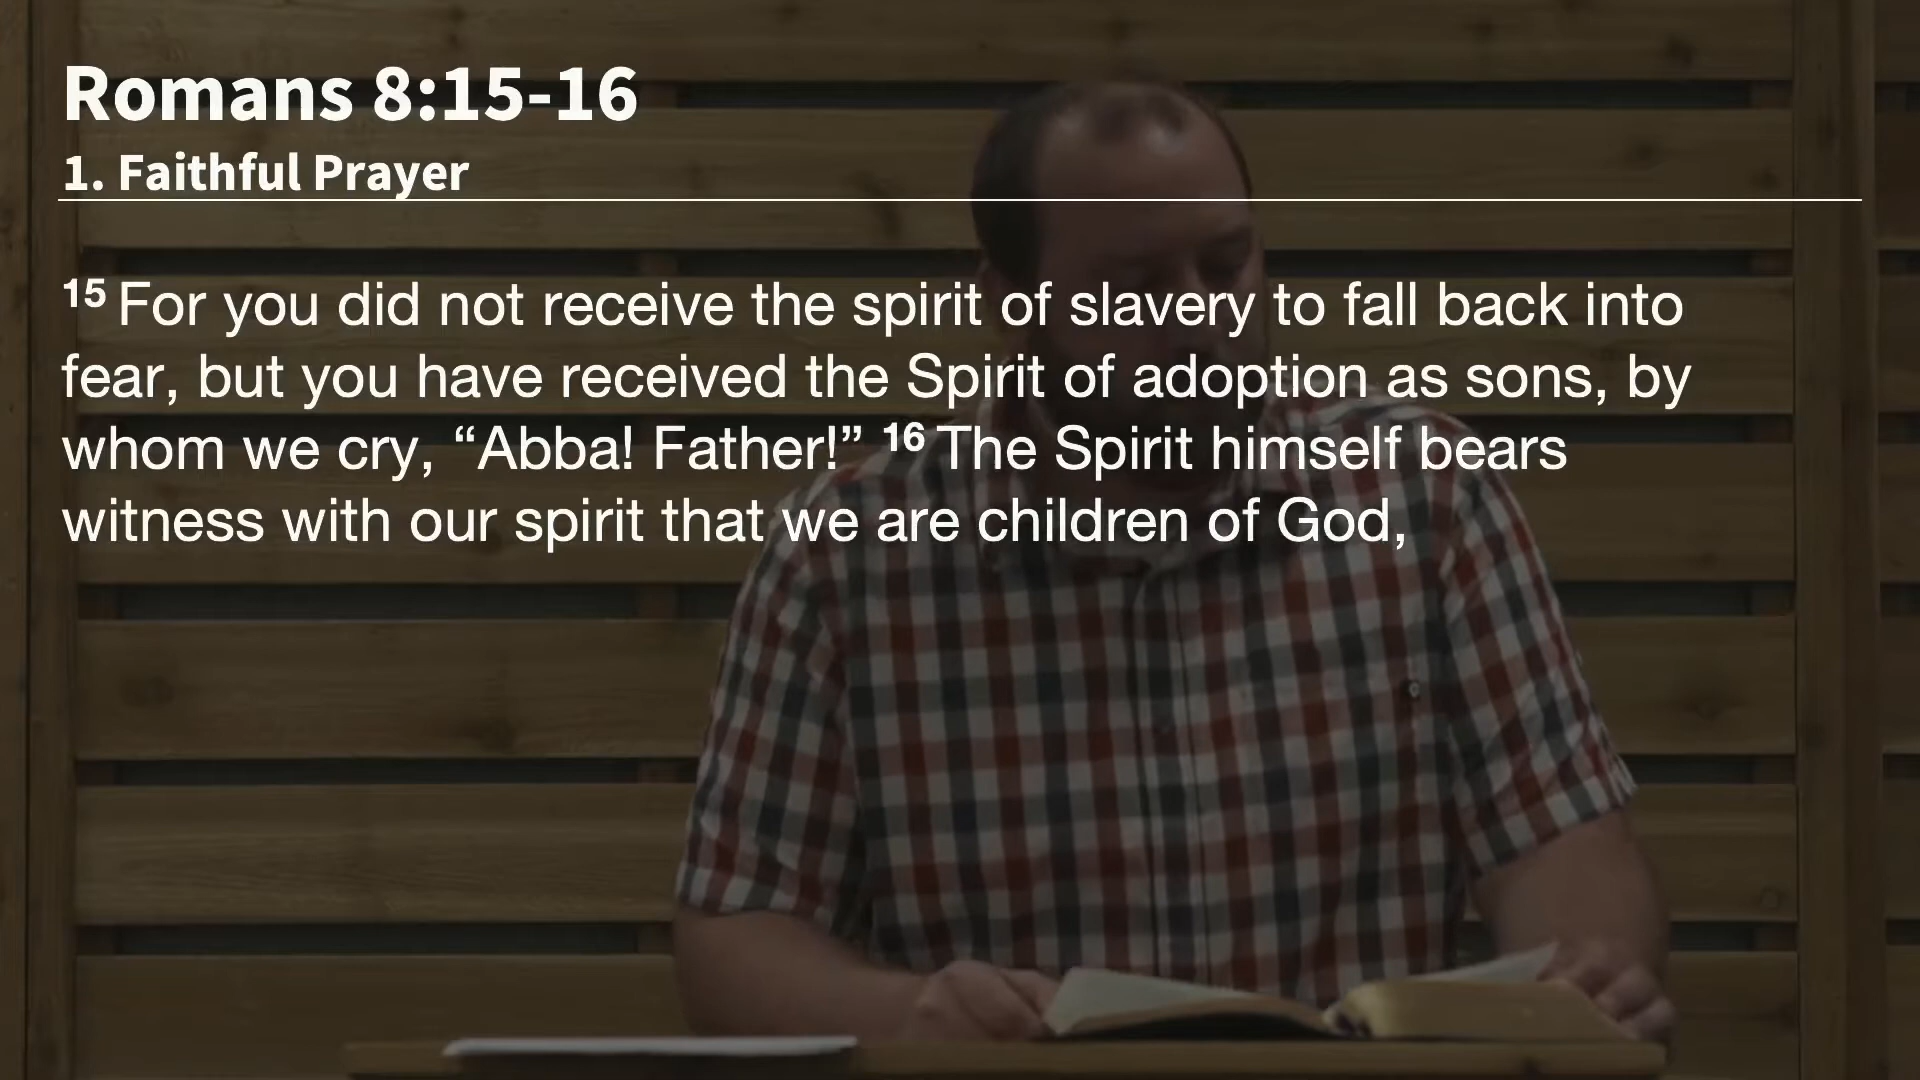 Romans 8:15-16
1. Faithful Prayer
15 For you did not receive the spirit of slavery to fall back into
fear, but you have received the Spirit of adoption as sons, by
whom we cry, “Abba! Father!” 16 The Spirit himself bears
witness with our spirit that we are children of God,